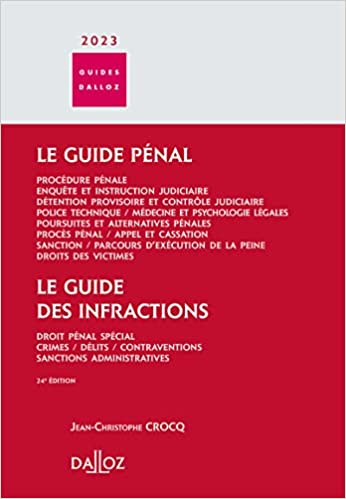 2023
GUIDES
DALLOZ
LE GUIDE PÉNAL
PROCÉDURE PÉNALE
ENQUÊTE ET INSTRUCTION JUDICIAIRE
DÉTENTION PROVISOIRE ET CONTRÔLE JUDICIAIRE
POLICE TECHNIQUE / MÉDECINE ET PSYCHOLOGIE LÉGALES
POURSUITES ET ALTERNATIVES PÉNALES
PROCÈS PÉNAL / APPEL ET CASSATION
SANCTION / PARCOURS D'EXÉCUTION DE LA PEINE
DROITS DES VICTIMES
LE GUIDE
DES INFRACTIONS
DROIT PÉNAL SPÉCIAL
CRIMES / DÉLITS / CONTRAVENTIONS
SANCTIONS ADMINISTRATIVES
24e ÉDITION
JEAN-CHRISTOPHE CROCQ
DALLOZ